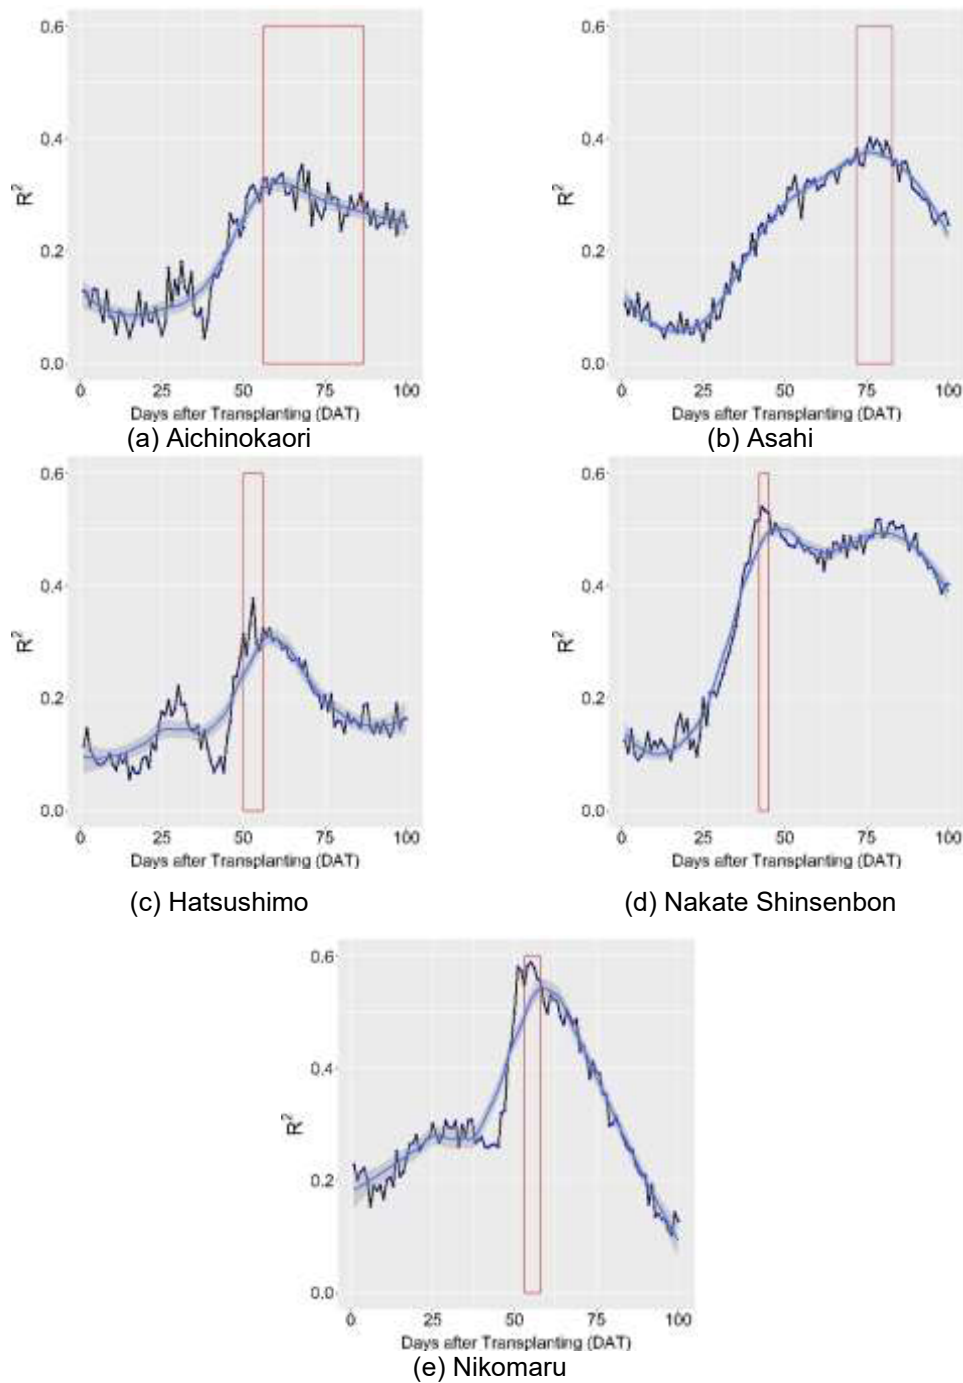 0.6
0.4
R²
0.2
0.0
0 25 50 75 100
Days after Transplanting (DAT)
(a) Aichinokaori
0.6
0.4
R²
0.2
0.0
0 25 50 75 100
Days after Transplanting (DAT)
(b) Asahi
0.6
0.4
R²
0.2
0.0
0 25 50 75 100
Days after Transplanting (DAT)
(c) Hatsushimo
0.6
0.4
R²
0.2
0.0
0 25 50 75 100
Days after Transplanting (DAT)
(d) Nakate Shinsenbon
0.6
0.4
R²
0.2
0.0
0 25 50 75 100
Days after Transplanting (DAT)
(e) Nikomaru